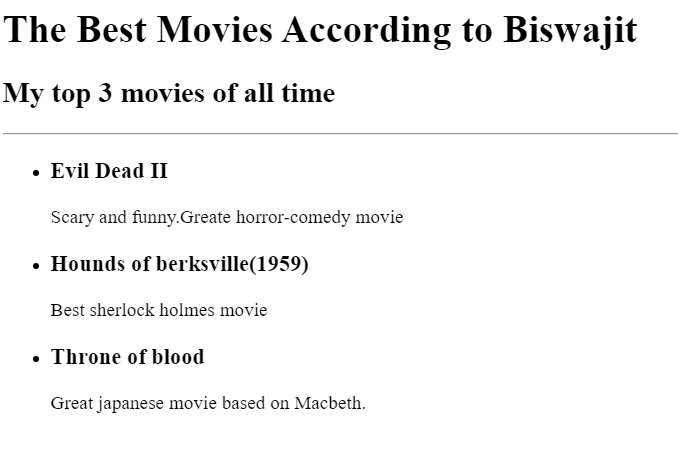 The Best Movies According to Biswajit
My top 3 movies of all time
Evil Dead II
Scary and funny.Greate horror-comedy movie
Hounds of berksville(1959)
Best sherlock holmes movie
Throne of blood
Great japanese movie based on Macbeth.